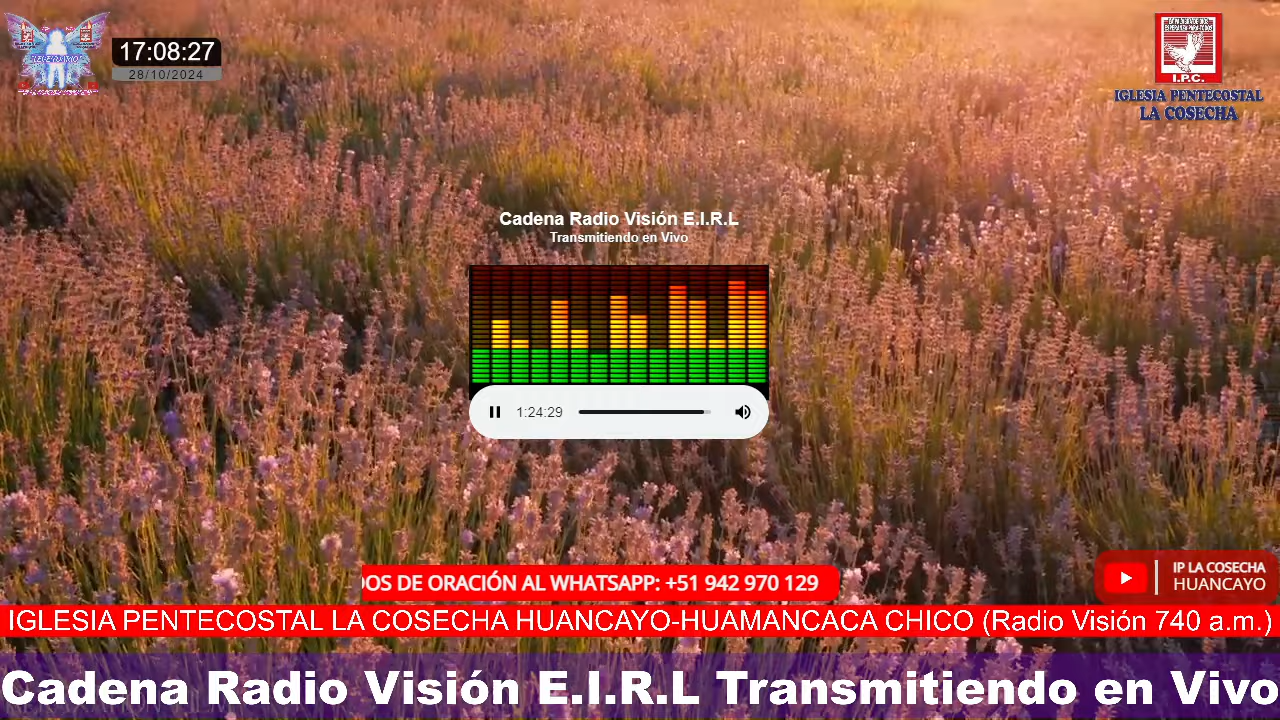 17:08:27
28/10/2024
I.P.C.
IGLESIA PENTECOSTAL
LA COSECHA
Cadena Radio Visión E.I.R.L
Transmitiendo en Vivo
1:24:29
DOS DE ORACIÓN AL WHATSAPP: +51 942 970 129
IP LA COSECHA
HUANCAYO
IGLESIA PENTECOSTAL LA COSECHA HUANCAYO-HUAMANCACA CHICO (Radio Visión 740 a.m.)
Cadena Radio Visión E.I.R.L Transmitiendo en Vivo